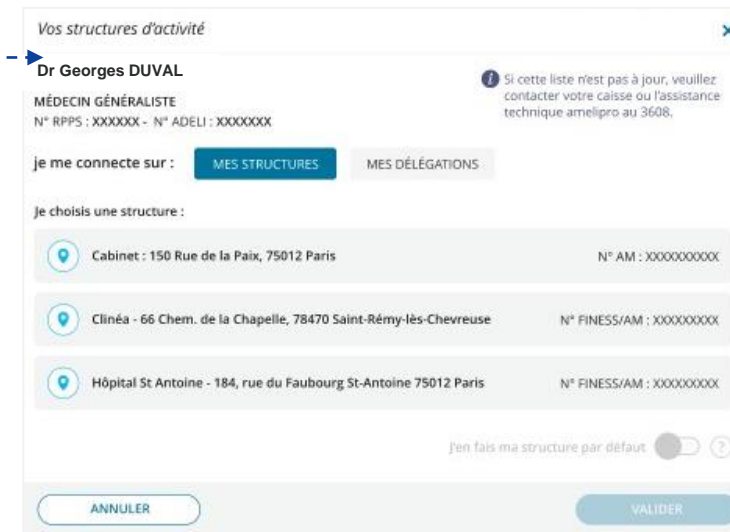 Vos structures d'activité
Dr Georges DUVAL
Si cette liste n'est pas à jour, veuillez
contacter votre caisse ou l'assistance
technique amelipro au 3608.
MÉDECIN GÉNÉRALISTE
N° RPPS : XXXXXX - N° ADELI : XXXXXXX
je me connecte sur :
MES STRUCTURES
MES DÉLÉGATIONS
Je choisis une structure :
Cabinet : 150 Rue de la Paix, 75012 Paris
N° AM : XXXXXXXXXX
Clinéa - 66 Chem. de la Chapelle, 78470 Saint-Rémy-lès-Chevreuse
N° FINESS/AM : XXXXXXXXX
Hôpital St Antoine - 184, rue du Faubourg St-Antoine 75012 Paris
N° FINESS/AM : XXXXXXXXX
J'en fais ma structure par défaut
?
ANNULER
VALIDER